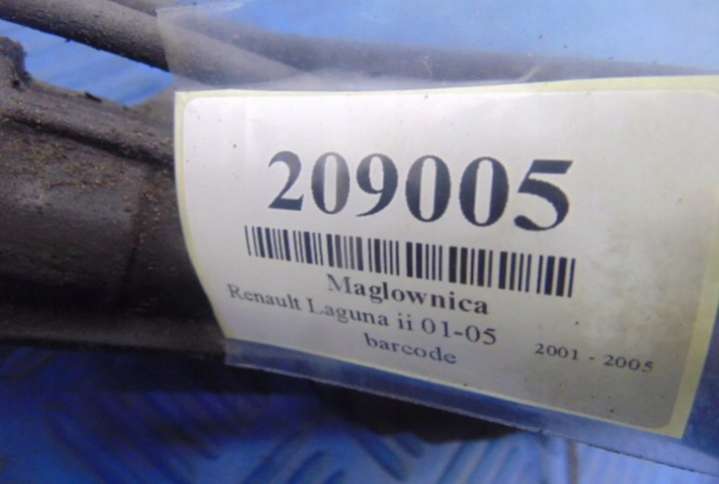 209005
Maglownica
Renault Laguna ii 01-05
barcode
2001 - 2005